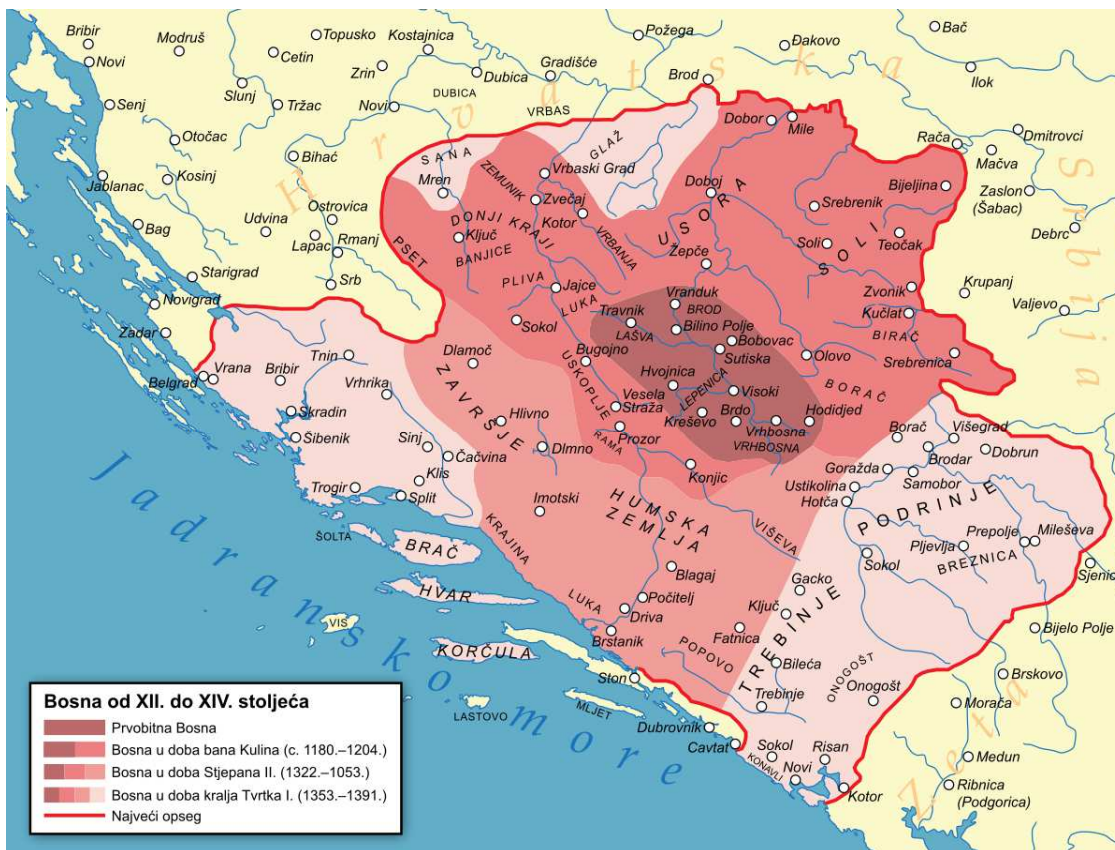 Bribir
Novi
Modruš
Topusko
Cetin
Kostajnica
Zrin
Požega
Gradišće
Đakovo
Bač
Ilok
Dubica
DUBICA
VRBAS
Brod
Senj
Slunj
Tržac
Novi
Otočac
Bihać
Jablanac
Kosinj
Hrvatska
Dobor
Mile
Rača
Dmitrovci
Mačva
Zaslon
(Šabac)
Debrc
Srbija
SANA
Mren
ZEMUNIK
Vrbaski Grad
GLAŽ
Zvečaj
Kotor
VRBANJA
DONJI KRAJI
Ključ
BANJICE
PSET
PLIVA
Doboj
USORA
Srebrenik
Bijeljina
Soli
SOLI
Teočak
Bag
Udvina
Ostrovica
Lapac
Rmanj
Srb
Starigrad
Novigrad
Zadar
Žepče
Jajce
LUKA
Sokol
Travnik
LAŠVA
Vranduk
BROD
Bilino Polje
Bobovac
Sutiska
Olovo
Zvonik
Kučlat
BIRAČ
Srebrenica
Krupanj
Valjevo
Belgrad
Vrana
Bribir
Tnin
Vrhrika
Dlamoč
ZAVRŠJE
Bugojno
USKOPLJE
Hvojnica
LEPENICA
Visoki
BORAČ
Vesela
Straža
Kreševo
Brdo
Vrhbosna
VRHBOSNA
Hodidjed
Skradin
Šibenik
Sinj
Čačvina
Klis
Trogir
Split
Hlivno
Dlmno
RAMA
Prozor
Konjic
Borač
Višegrad
Brodar
Dobrun
Goražda
Samobor
Ustikolina
Hotča
PODRINJE
Imotski
HUMSKA
ZEMLJA
VIŠEVA
KRAJINA
Prepolje
Mileševa
Pljevlja
BREZNICA
Sokol
Sjenica
ŠOLTA
BRAČ
HVAR
VIS
KORČULA
LASTOVO
MLJET
Jadransko more
Blagaj
Počitelj
LUKA
Driva
Brstanik
Gacko
Ključ
Fatnica
POPOVO
TREBINJE
Bileća
Trebinje
ONOGOŠT
Onogošt
Bijelo Polje
Brskovo
Morača
Medun
Ribnica
(Podgorica)
Zeta
Ston
Dubrovnik
Cavtat
Sokol
KONAVLI
Novi
Risan
Kotor
Bosna od XII. do XIV. stoljeća
Prvobitna Bosna
Bosna u doba bana Kulina (c. 1180.–1204.)
Bosna u doba Stjepana II. (1322.–1053.)
Bosna u doba kralja Tvrtka I. (1353.–1391.)
Najveći opseg